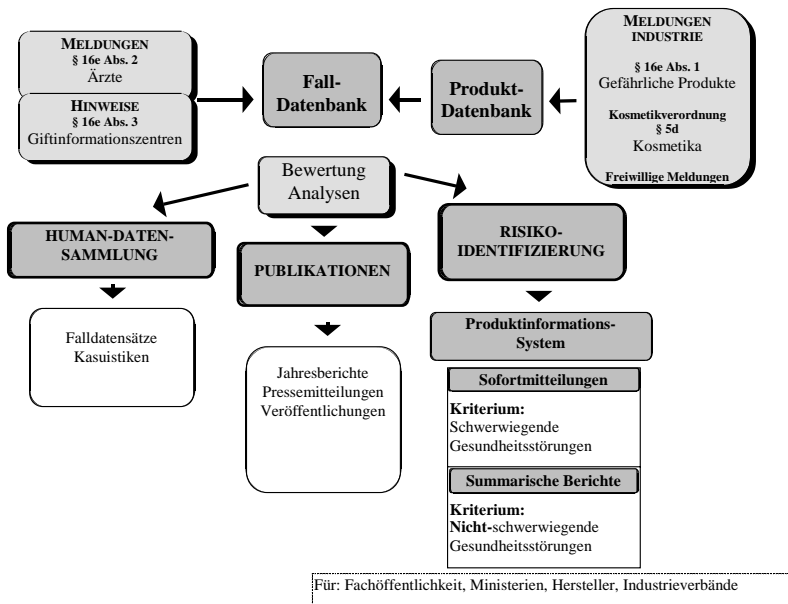 MELDUNGEN
§ 16e Abs. 2
Ärzte
HINWEISE
§ 16e Abs. 3
Giftinformationszentren
Fall-
Datenbank
Produkt-
Datenbank
MELDUNGEN
INDUSTRIE
§ 16e Abs. 1
Gefährliche Produkte
Kosmetikverordnung
§ 5d
Kosmetika
Freiwillige Meldungen
Bewertung
Analysen
HUMAN-DATEN-
SAMMLUNG
Falldatensätze
Kasuistiken
PUBLIKATIONEN
Jahresberichte
Pressemitteilungen
Veröffentlichungen
RISIKO-
IDENTIFIZIERUNG
Produktinformations-
System
Sofortmitteilungen
Kriterium:
Schwerwiegende
Gesundheitsstörungen
Summarische Berichte
Kriterium:
Nicht-schwerwiegende
Gesundheitsstörungen
Für: Fachöffentlichkeit, Ministerien, Hersteller, Industrieverbände